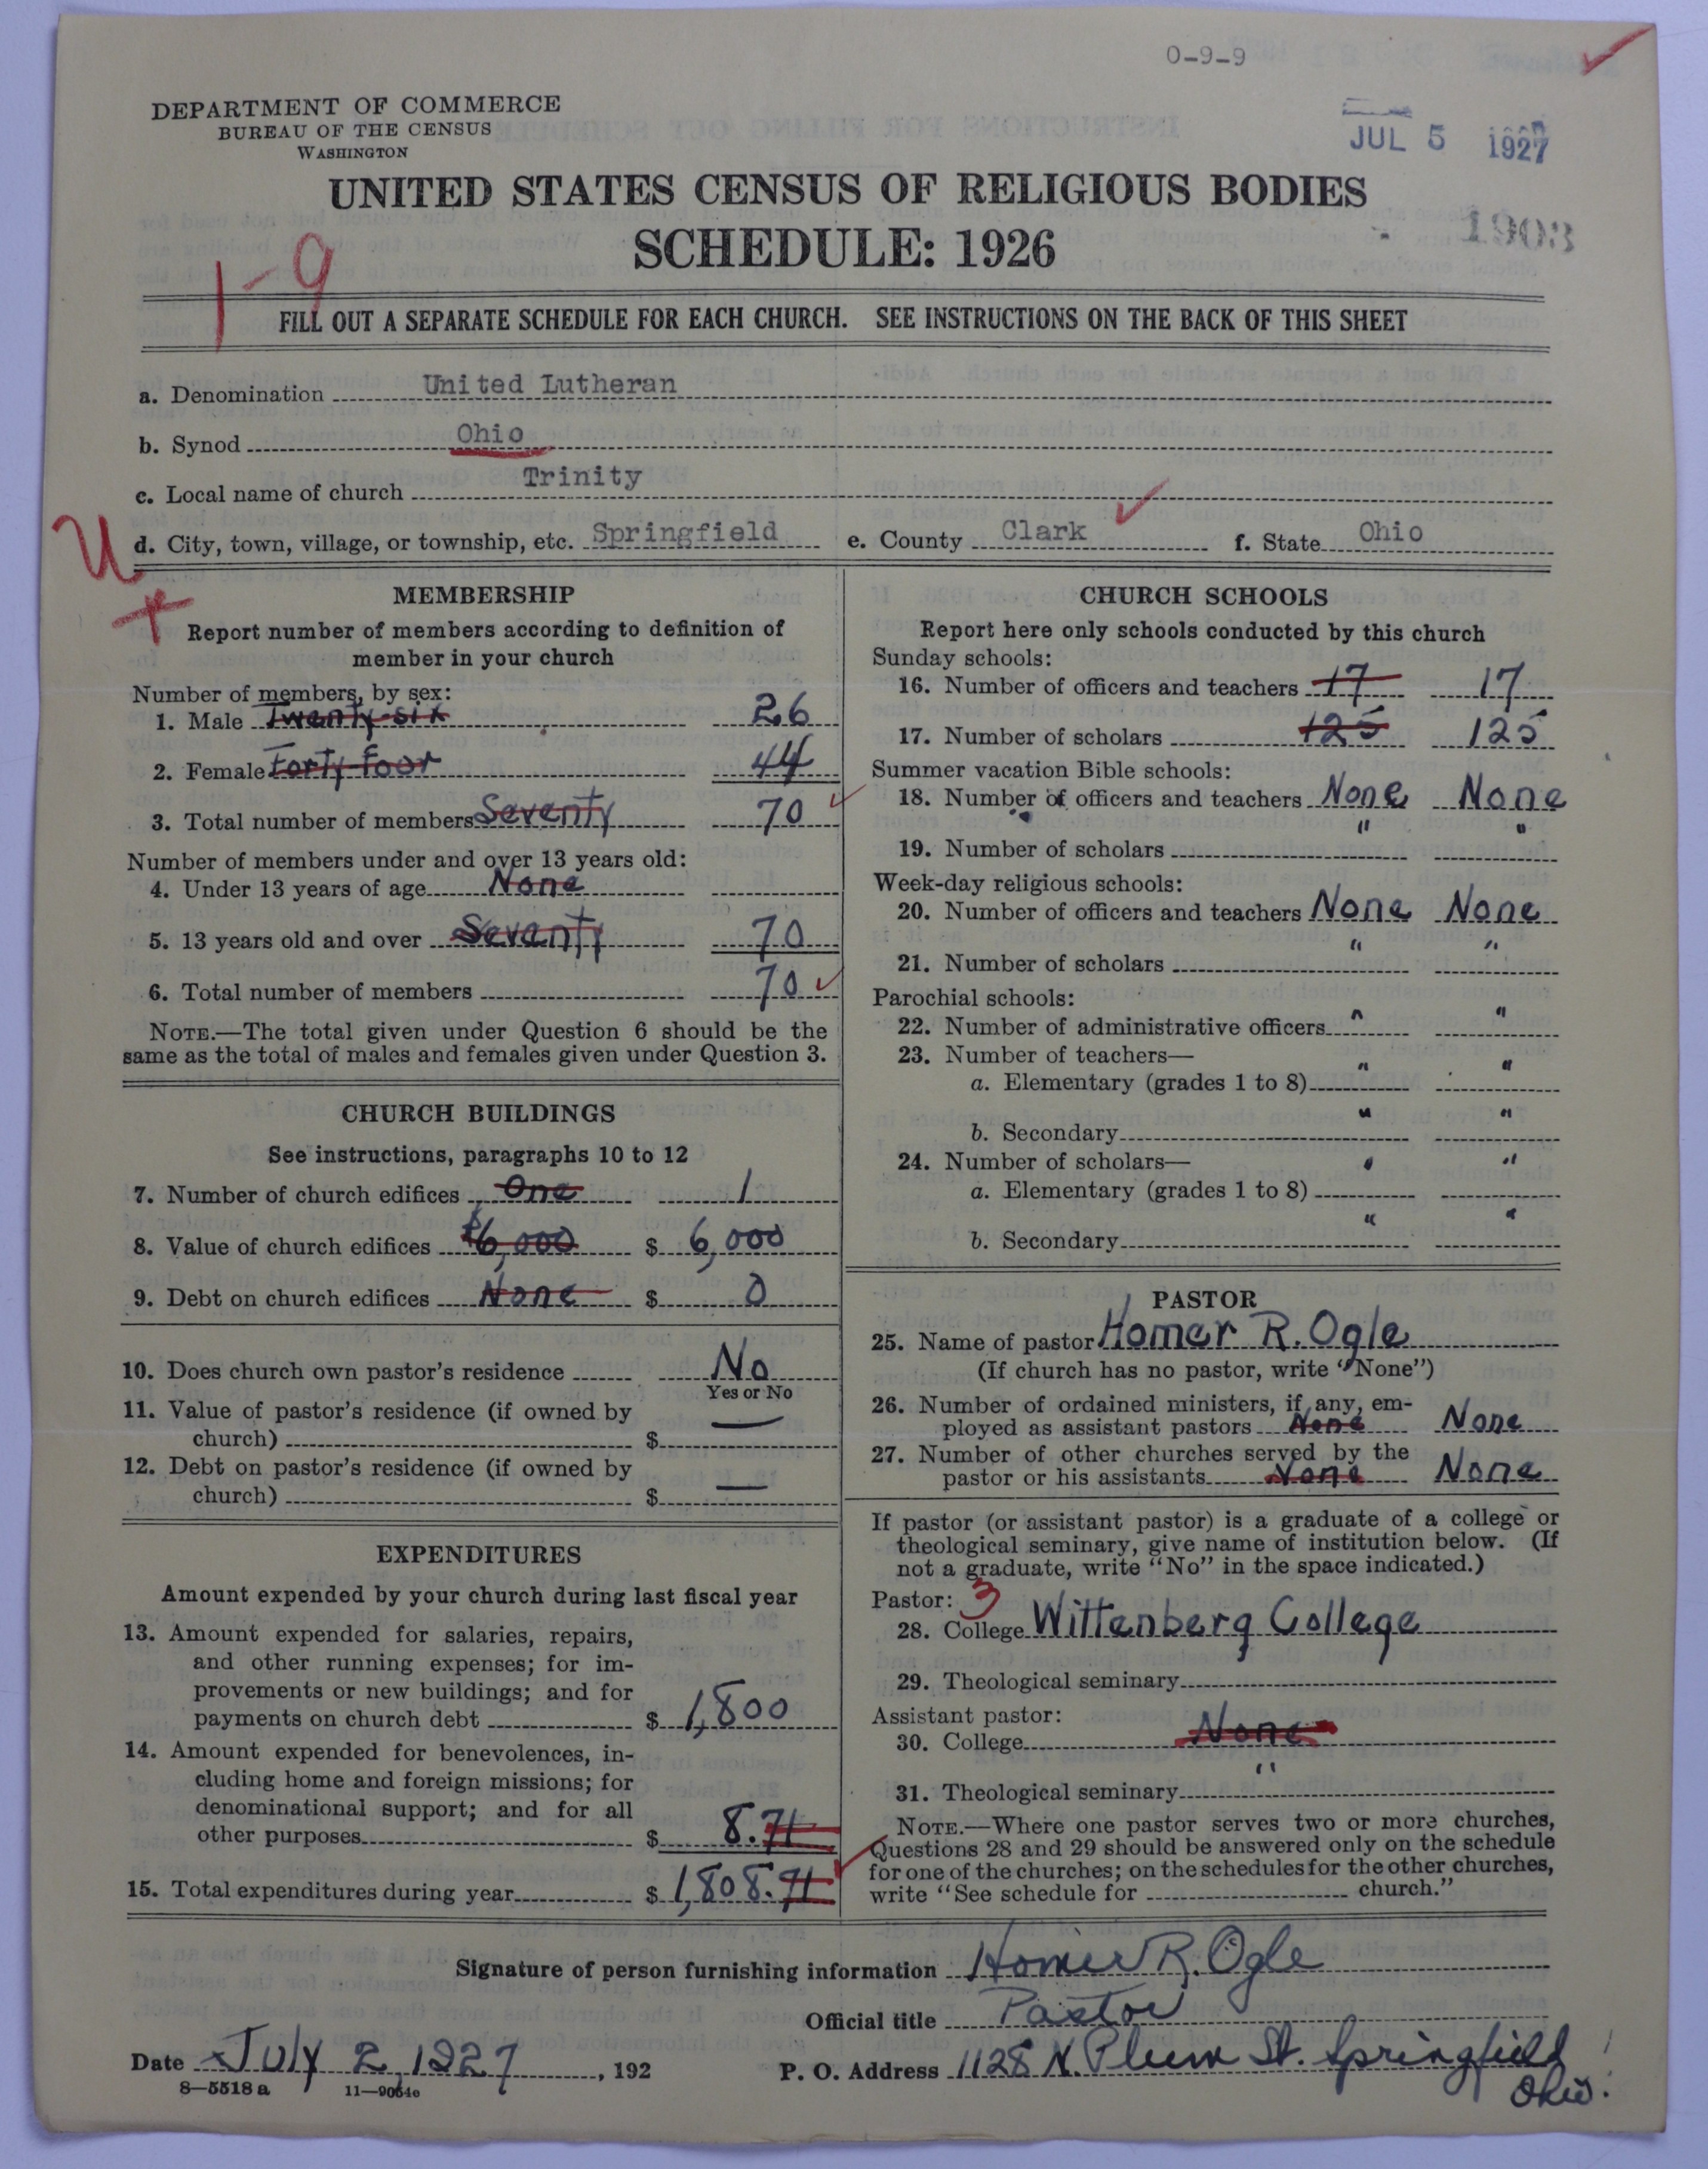 0-9-9
DEPARTMENT OF COMMERCE
BUREAU OF THE CENSUS
WASHINGTON
JUL 5 1927
UNITED STATES CENSUS OF RELIGIOUS BODIES
SCHEDULE: 1926
1903
1-9
FILL OUT A SEPARATE SCHEDULE FOR EACH CHURCH. SEE INSTRUCTIONS ON THE BACK OF THIS SHEET
a. Denomination United Lutheran
b. Synod Ohio
c. Local name of church Trinity
U
d. City, town, village, or township, etc. Springfield e. County Clark f. State Ohio
MEMBERSHIP
Report number of members according to definition of
member in your church
Number of members, by sex:
1. Male Twenty-six 26
2. Female Forty four 44
3. Total number of members Seventy 70
Number of members under and over 13 years old:
4. Under 13 years of age None
5. 13 years old and over Seventy 70
6. Total number of members 70
NOTE.—The total given under Question 6 should be the
same as the total of males and females given under Question 3.
CHURCH BUILDINGS
See instructions, paragraphs 10 to 12
7. Number of church edifices One 1
8. Value of church edifices $6,000 $ 6,000
9. Debt on church edifices None $ 0
10. Does church own pastor's residence No
Yes or No
11. Value of pastor's residence (if owned by
church) $ —
12. Debt on pastor's residence (if owned by
church) $ —
EXPENDITURES
Amount expended by your church during last fiscal year
13. Amount expended for salaries, repairs,
and other running expenses; for im-
provements or new buildings; and for
payments on church debt $ 1,800
14. Amount expended for benevolences, in-
cluding home and foreign missions; for
denominational support; and for all
other purposes $ 8.71
15. Total expenditures during year $ 1,808.71
CHURCH SCHOOLS
Report here only schools conducted by this church
Sunday schools:
16. Number of officers and teachers 17 17
17. Number of scholars 125 125
Summer vacation Bible schools:
18. Number of officers and teachers None None
19. Number of scholars " "
Week-day religious schools:
20. Number of officers and teachers None None
21. Number of scholars " "
Parochial schools:
22. Number of administrative officers " "
23. Number of teachers—
a. Elementary (grades 1 to 8) " "
b. Secondary " "
24. Number of scholars—
a. Elementary (grades 1 to 8) " "
b. Secondary " "
PASTOR
25. Name of pastor Homer R. Ogle
(If church has no pastor, write "None")
26. Number of ordained ministers, if any, em-
ployed as assistant pastors None None
27. Number of other churches served by the
pastor or his assistants None None
If pastor (or assistant pastor) is a graduate of a college or
theological seminary, give name of institution below. (If
not a graduate, write "No" in the space indicated.)
Pastor: 3
28. College Wittenberg College
29. Theological seminary
Assistant pastor:
30. College None
31. Theological seminary "
NOTE.—Where one pastor serves two or more churches,
Questions 28 and 29 should be answered only on the schedule
for one of the churches; on the schedules for the other churches,
write "See schedule for church."
Signature of person furnishing information Homer R. Ogle
Official title Pastor
Date July 2, 1927, 192 P. O. Address 1128 N. Plum St. Springfield
Ohio.
8—5518 a 11—9064e